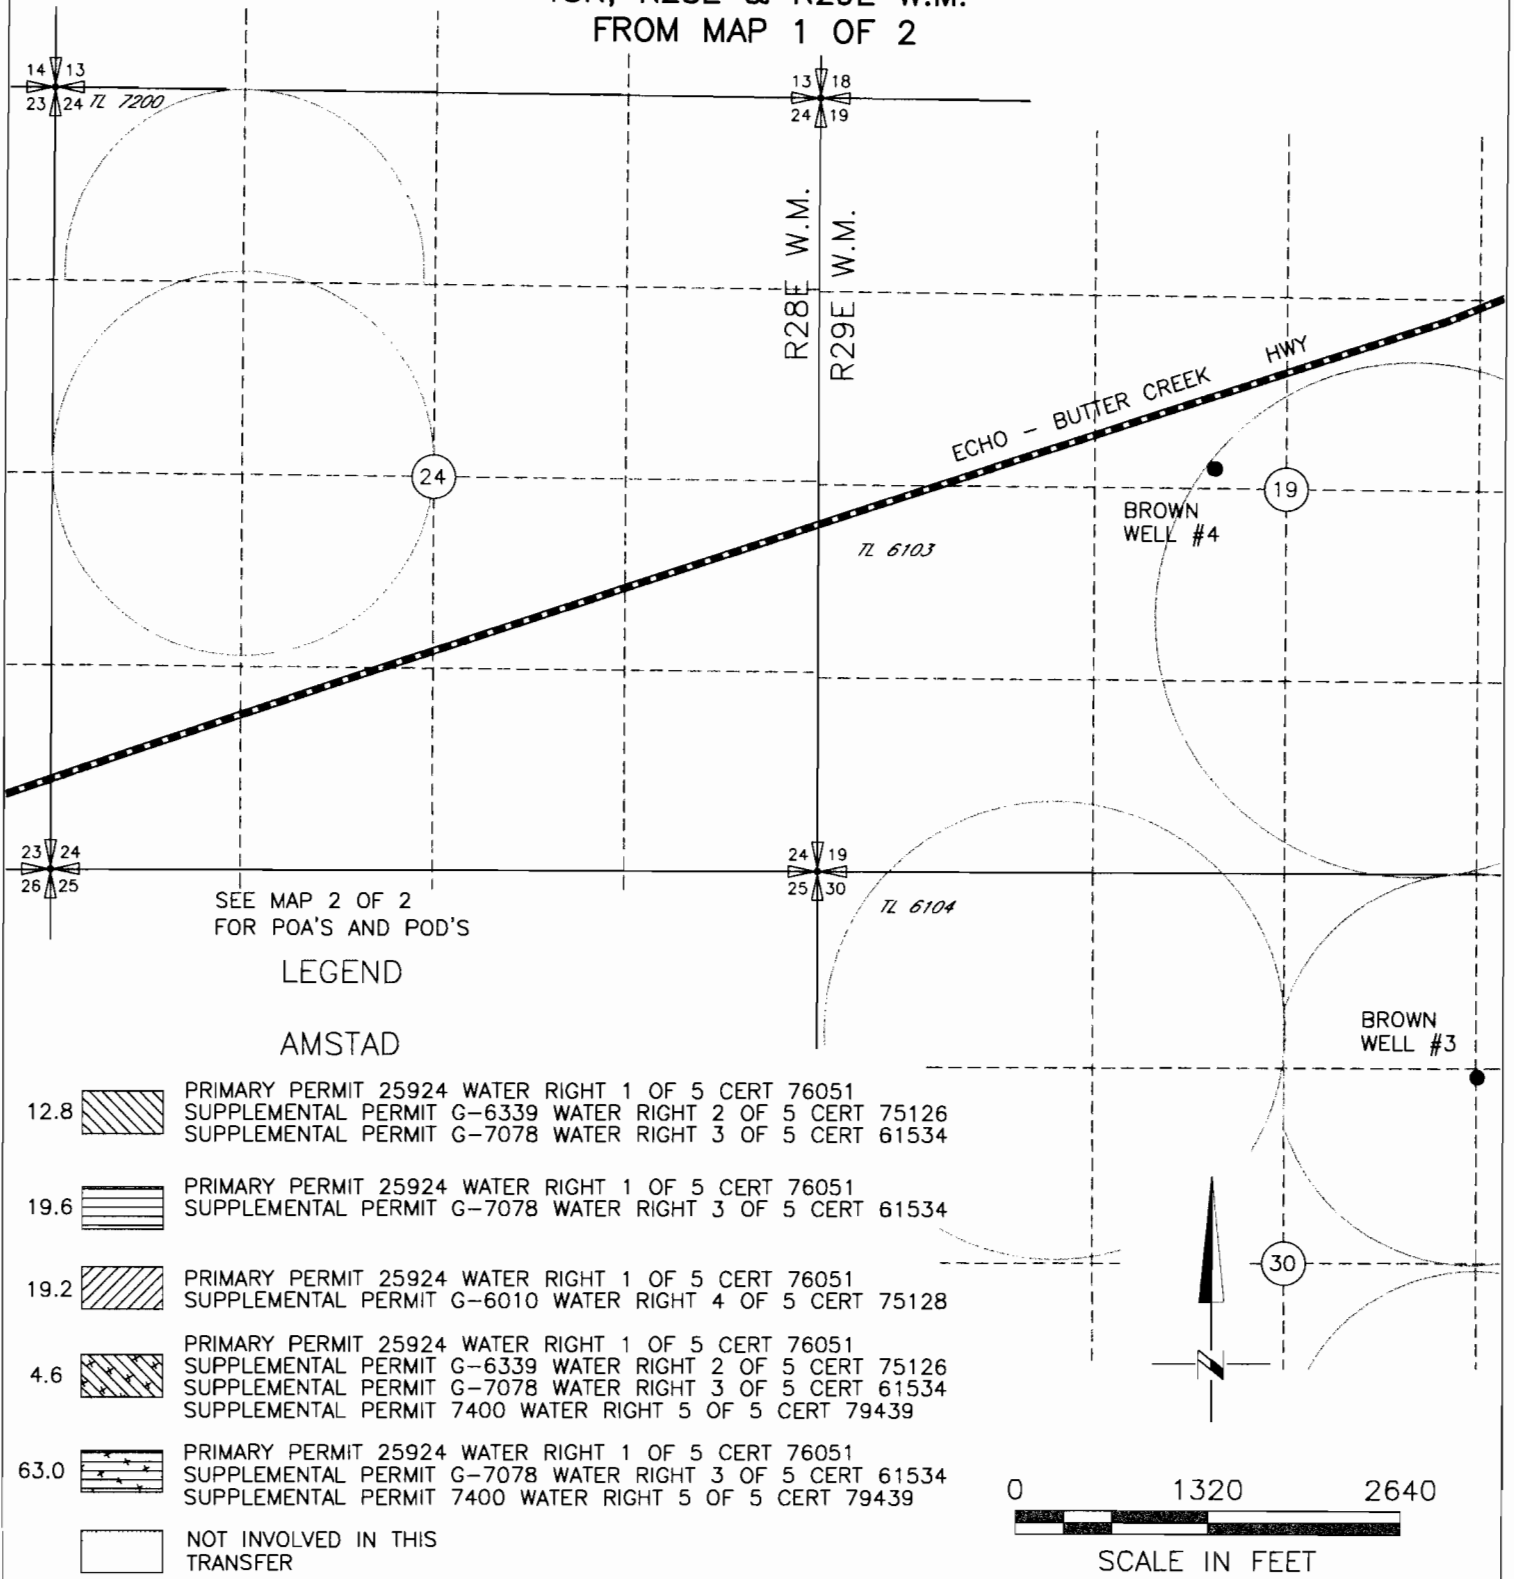 FROM MAP 1 OF 2
14 13
23 24
TL 7200
13 18
24 19
R28E W.M.
R29E W.M.
ECHO - BUTTER CREEK HWY
24
19
BROWN
WELL #4
TL 6103
23 24
26 25
24 19
25 30
SEE MAP 2 OF 2
FOR POA'S AND POD'S
TL 6104
LEGEND
BROWN
WELL #3
AMSTAD
12.8
PRIMARY PERMIT 25924 WATER RIGHT 1 OF 5 CERT 76051
SUPPLEMENTAL PERMIT G-6339 WATER RIGHT 2 OF 5 CERT 75126
SUPPLEMENTAL PERMIT G-7078 WATER RIGHT 3 OF 5 CERT 61534
19.6
PRIMARY PERMIT 25924 WATER RIGHT 1 OF 5 CERT 76051
SUPPLEMENTAL PERMIT G-7078 WATER RIGHT 3 OF 5 CERT 61534
30
19.2
PRIMARY PERMIT 25924 WATER RIGHT 1 OF 5 CERT 76051
SUPPLEMENTAL PERMIT G-6010 WATER RIGHT 4 OF 5 CERT 75128
4.6
PRIMARY PERMIT 25924 WATER RIGHT 1 OF 5 CERT 76051
SUPPLEMENTAL PERMIT G-6339 WATER RIGHT 2 OF 5 CERT 75126
SUPPLEMENTAL PERMIT G-7078 WATER RIGHT 3 OF 5 CERT 61534
SUPPLEMENTAL PERMIT 7400 WATER RIGHT 5 OF 5 CERT 79439
N
63.0
PRIMARY PERMIT 25924 WATER RIGHT 1 OF 5 CERT 76051
SUPPLEMENTAL PERMIT G-7078 WATER RIGHT 3 OF 5 CERT 61534
SUPPLEMENTAL PERMIT 7400 WATER RIGHT 5 OF 5 CERT 79439
0 1320 2640
SCALE IN FEET
NOT INVOLVED IN THIS
TRANSFER